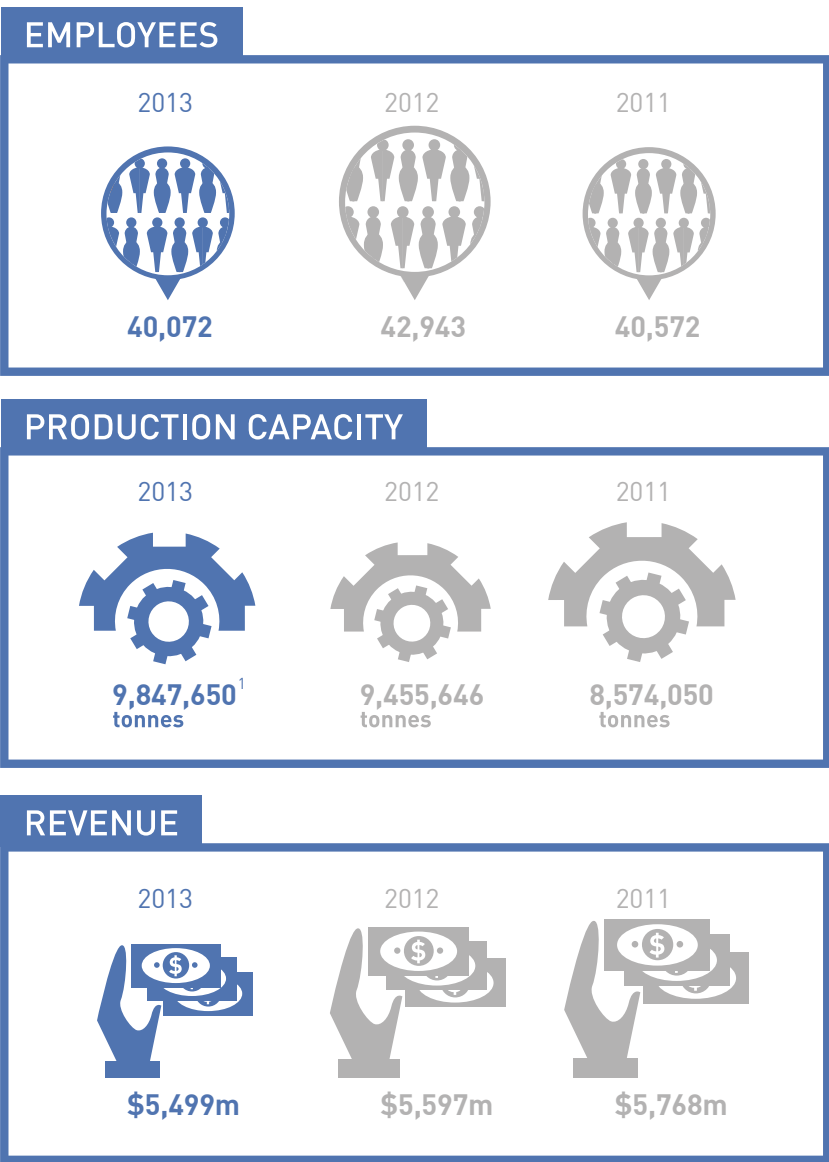 EMPLOYEES
2013 2012 2011
40,072 42,943 40,572
PRODUCTION CAPACITY
2013 2012 2011
9,847,650¹ 9,455,646 8,574,050
tonnes tonnes tonnes
REVENUE
2013 2012 2011
$ $ $
$5,499m $5,597m $5,768m